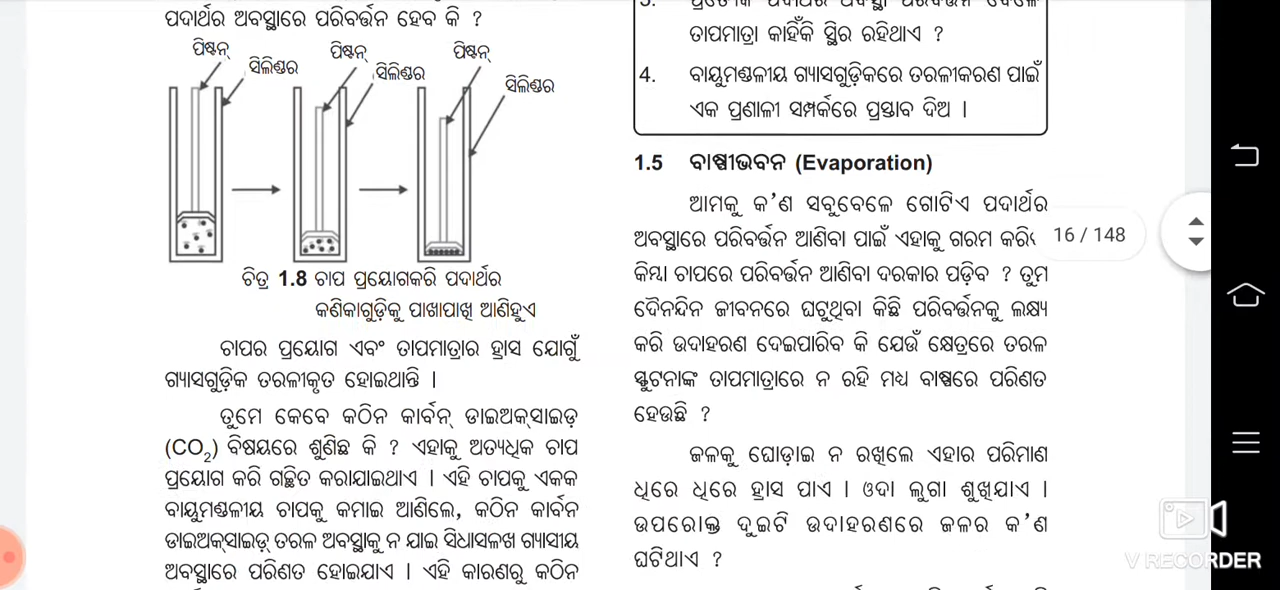 ପଦାର୍ଥର ଅବସ୍ଥାରେ ପରିବର୍ତ୍ତନ ହେବ କି ?
ପିଷ୍ଟନ୍
ସିଲିଣ୍ଡର
ପିଷ୍ଟନ୍
ସିଲିଣ୍ଡର
ପିଷ୍ଟନ୍
ସିଲିଣ୍ଡର
ଚିତ୍ର 1.8 ଚାପ ପ୍ରୟୋଗକରି ପଦାର୍ଥର
କଣିକାଗୁଡ଼ିକୁ ପାଖାପାଖି ଆଣିହୁଏ
ଚାପର ପ୍ରୟୋଗ ଏବଂ ତାପମାତ୍ରାର ହ୍ରାସ ଯୋଗୁଁ
ଗ୍ୟାସଗୁଡ଼ିକ ତରଳୀକୃତ ହୋଇଥାନ୍ତି ।
ତୁମେ କେବେ କଠିନ କାର୍ବନ୍ ଡାଇଅକ୍‌ସାଇଡ଼
(CO₂) ବିଷୟରେ ଶୁଣିଛ କି ? ଏହାକୁ ଅତ୍ୟଧିକ ଚାପ
ପ୍ରୟୋଗ କରି ଗଚ୍ଛିତ କରାଯାଇଥାଏ । ଏହି ଚାପକୁ ଏକକ
ବାୟୁମଣ୍ଡଳୀୟ ଚାପକୁ କମାଇ ଆଣିଲେ, କଠିନ କାର୍ବନ
ଡାଇଅକ୍‌ସାଇଡ୍ ତରଳ ଅବସ୍ଥାକୁ ନ ଯାଇ ସିଧାସଳଖ ଗ୍ୟାସୀୟ
ଅବସ୍ଥାରେ ପରିଣତ ହୋଇଯାଏ । ଏହି କାରଣରୁ କଠିନ
ତାପମାତ୍ରା କାହିଁକି ସ୍ଥିର ରହିଥାଏ ?
4. ବାୟୁମଣ୍ଡଳୀୟ ଗ୍ୟାସଗୁଡ଼ିକରେ ତରଳୀକରଣ ପାଇଁ
ଏକ ପ୍ରଣାଳୀ ସମ୍ପର୍କରେ ପ୍ରସ୍ତାବ ଦିଅ ।
1.5 ବାଷ୍ପୀଭବନ (Evaporation)
ଆମକୁ କ’ଣ ସବୁବେଳେ ଗୋଟିଏ ପଦାର୍ଥର
ଅବସ୍ଥାରେ ପରିବର୍ତ୍ତନ ଆଣିବା ପାଇଁ ଏହାକୁ ଗରମ
କିମ୍ବା ଚାପରେ ପରିବର୍ତ୍ତନ ଆଣିବା ଦରକାର ପଡ଼ିବ ? ତୁମ
ଦୈନନ୍ଦିନ ଜୀବନରେ ଘଟୁଥିବା କିଛି ପରିବର୍ତ୍ତନକୁ ଲକ୍ଷ୍ୟ
କରି ଉଦାହରଣ ଦେଇପାରିବ କି ଯେଉଁ କ୍ଷେତ୍ରରେ ତରଳ
ସ୍ଫୁଟନାଙ୍କ ତାପମାତ୍ରାରେ ନ ରହି ମଧ୍ୟ ବାଷ୍ପରେ ପରିଣତ
ହେଉଛି ?
ଜଳକୁ ଘୋଡ଼ାଇ ନ ରଖିଲେ ଏହାର ପରିମାଣ
ଧିରେ ଧିରେ ହ୍ରାସ ପାଏ । ଓଦା ଲୁଗା ଶୁଖିଯାଏ ।
ଉପରୋକ୍ତ ଦୁଇଟି ଉଦାହରଣରେ ଜଳର କ’ଣ
ଘଟିଥାଏ ?
16 / 148
V RECORDER